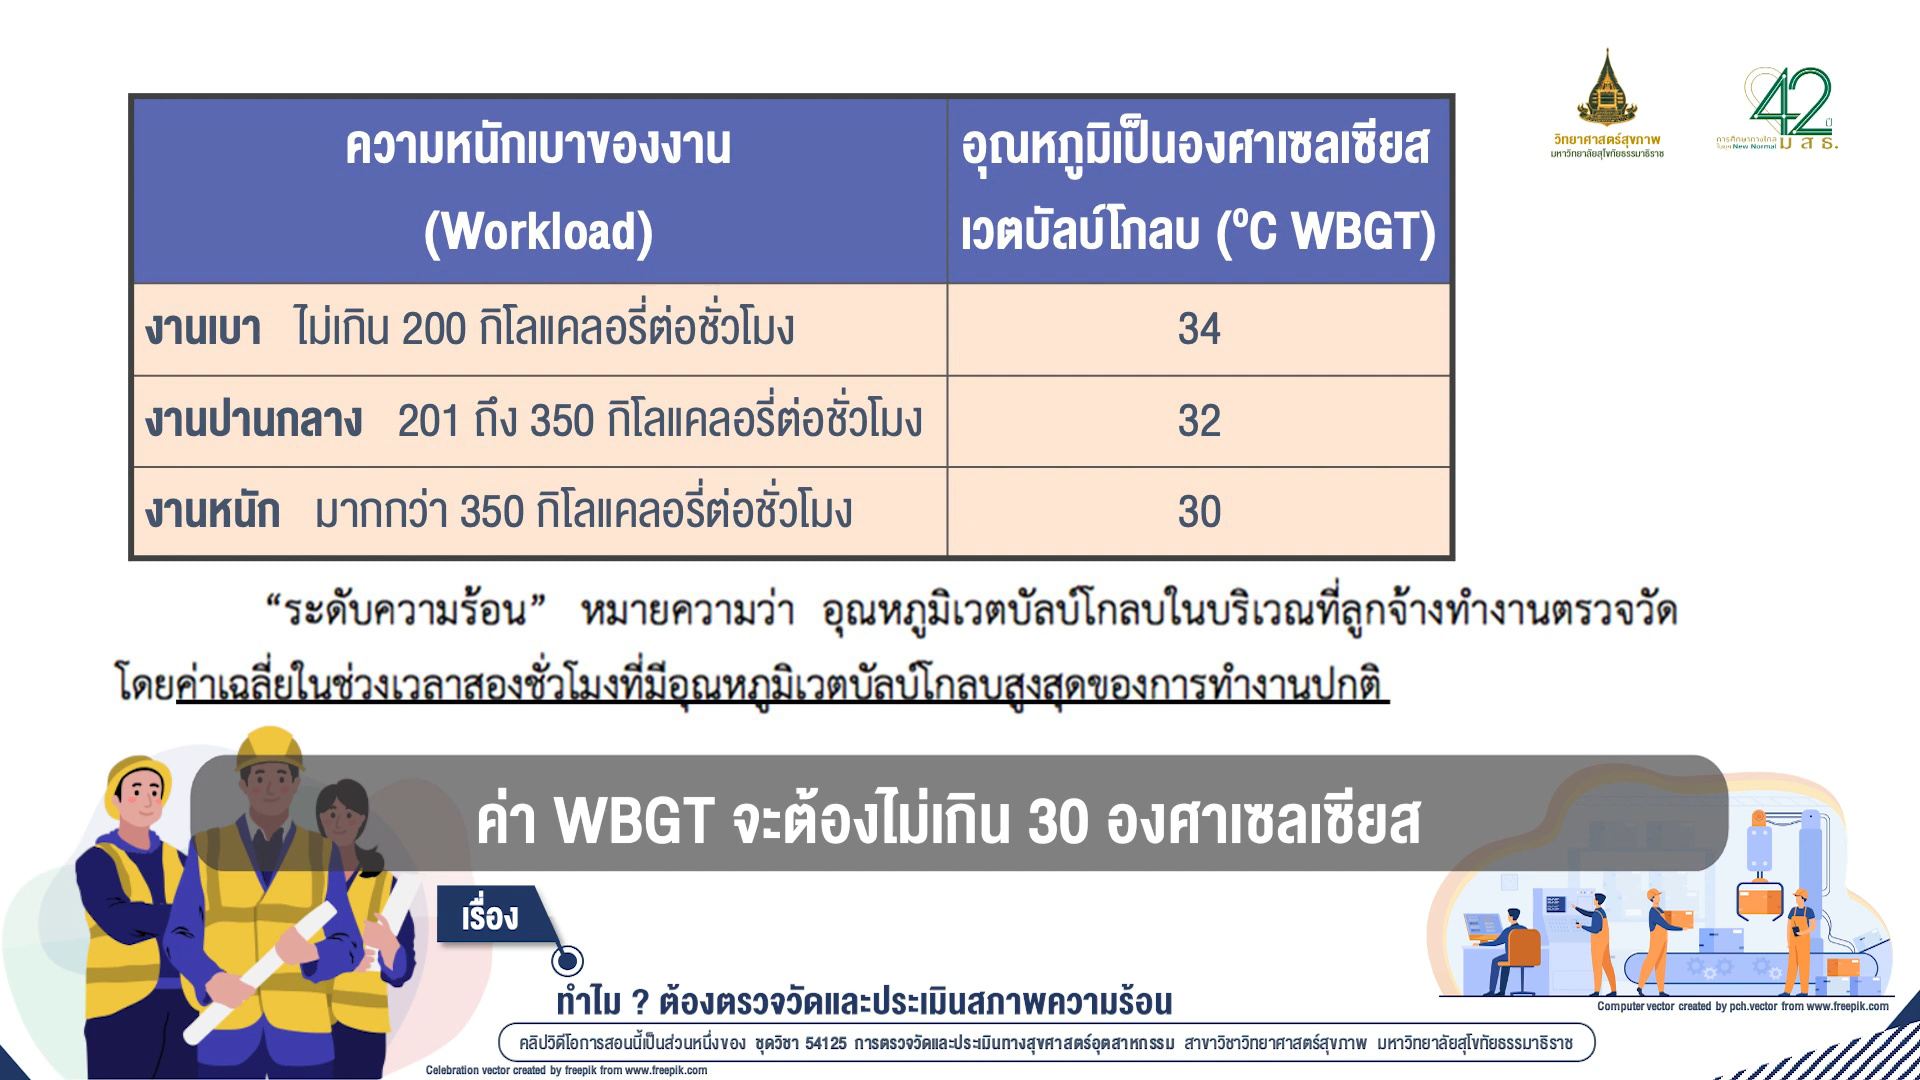 วิทยาศาสตร์สุขภาพ
มหาวิทยาลัยสุโขทัยธรรมาธิราช
42 ปี
การศึกษาทางไกล
New Normal มสธ.
ความหนักเบาของงาน
(Workload)
อุณหภูมิเป็นองศาเซลเซียส
เวตบัลบ์โกลบ (ºC WBGT)
งานเบา ไม่เกิน 200 กิโลแคลอรี่ต่อชั่วโมง
34
งานปานกลาง 201 ถึง 350 กิโลแคลอรี่ต่อชั่วโมง
32
งานหนัก มากกว่า 350 กิโลแคลอรี่ต่อชั่วโมง
30
“ระดับความร้อน” หมายความว่า อุณหภูมิเวตบัลบ์โกลบในบริเวณที่ลูกจ้างทำงานตรวจวัด
โดยค่าเฉลี่ยในช่วงเวลาสองชั่วโมงที่มีอุณหภูมิเวตบัลบ์โกลบสูงสุดของการทำงานปกติ
ค่า WBGT จะต้องไม่เกิน 30 องศาเซลเซียส
เรื่อง
ทำไม ? ต้องตรวจวัดและประเมินสภาพความร้อน
Computer vector created by pch.vector from www.freepik.com
คลิปวิดีโอการสอนนี้เป็นส่วนหนึ่งของ ชุดวิชา 54125 การตรวจวัดและประเมินทางสุขศาสตร์อุตสาหกรรม สาขาวิชาวิทยาศาสตร์สุขภาพ มหาวิทยาลัยสุโขทัยธรรมาธิราช
Celebration vector created by freepik from www.freepik.com